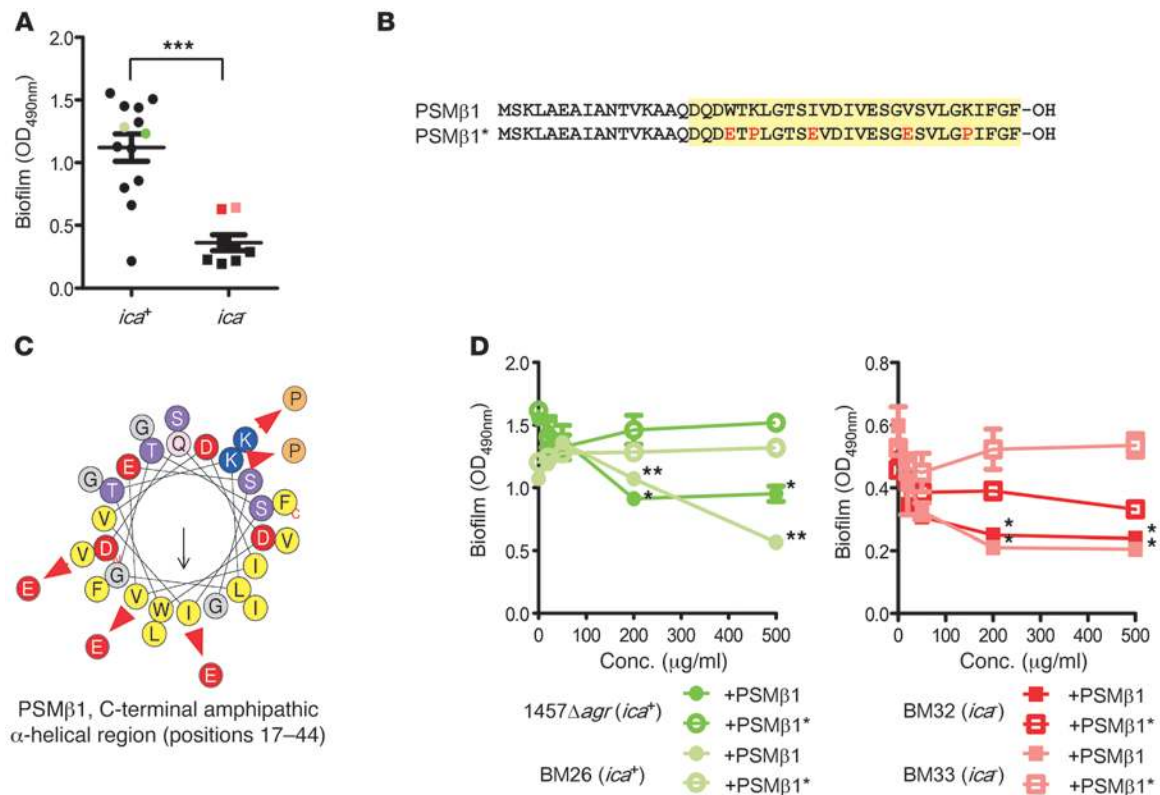 A
B
2.0
1.5
1.0
0.5
0.0
Biofilm (OD490nm)
***
ica+
ica-
PSMβ1 MSKLAEAIANTVKAAQDQDWTKLGTSIVDIVESGVSVLGKIFGF-OH
PSMβ1* MSKLAEAIANTVKAAQDQDETPLGTSEVDIVESGESVLGPIFGF-OH
C
P
S
G Q D K P
T K
E
G T S
S F
C
V
V D D V
E G I
F V L I
W I G
L
E
E
PSMβ1, C-terminal amphipathic
α-helical region (positions 17–44)
D
2.0
1.5
1.0
0.5
0.0
Biofilm (OD490nm)
**
*
*
**
0 100 200 300 400 500
Conc. (μg/ml)
0.8
0.6
0.4
0.2
0.0
Biofilm (OD490nm)
*
*
*
*
0 100 200 300 400 500
Conc. (μg/ml)
1457Δagr (ica+)
+PSMβ1
+PSMβ1*
BM26 (ica+)
+PSMβ1
+PSMβ1*
BM32 (ica-)
+PSMβ1
+PSMβ1*
BM33 (ica-)
+PSMβ1
+PSMβ1*